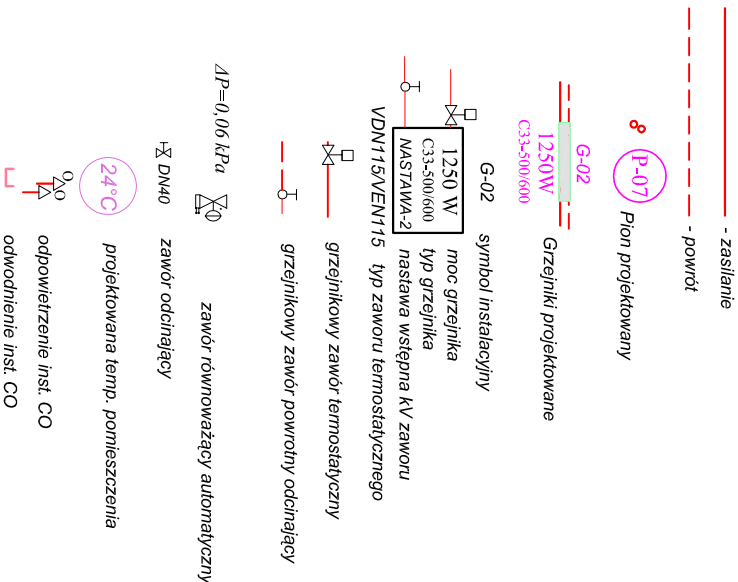 - zasilanie
- powrót
P-07
Pion projektowany
G-02
1250W
C33-500/600
Grzejniki projektowane
G-02 symbol instalacyjny
1250 W moc grzejnika
C33-500/600 typ grzejnika
NASTAWA-2 nastawa wstępna kV zaworu
VDN115/VEN115 typ zaworu termostatycznego
grzejnikowy zawór termostatyczny
grzejnikowy zawór powrotny odcinający
ΔP=0,06 kPa
zawór równoważący automatyczny
DN40
zawór odcinający
24°C
projektowana temp. pomieszczenia
odpowietrzenie inst. CO
odwodnienie inst. CO